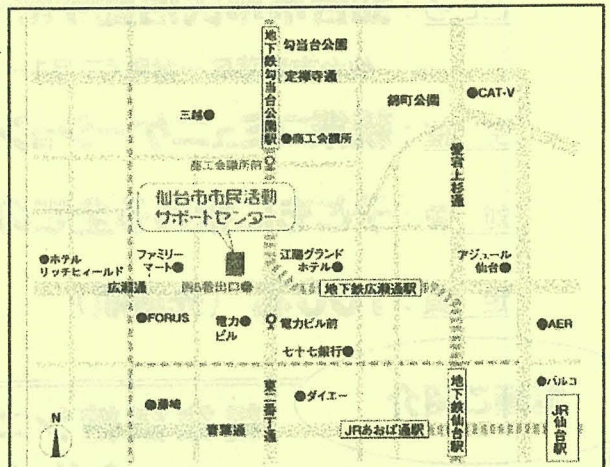 地下鉄勾当台公園駅
勾当台公園
定禅寺通
錦町公園
●CAT-V
三越●
●商工会議所
愛宕上杉通
商工会議所前
仙台市市民活動
サポートセンター
●ホテル
リッチフィールド
ファミリー
マート●
江陽グランド
ホテル●
アジュール
仙台●
広瀬通
地下鉄広瀬通駅
●FORUS
電力●
ビル
電力ビル前
●AER
七十七銀行●
●パルコ
●藤崎
東二番丁通
●ダイエー
地下鉄仙台駅
JR仙台駅
N
青葉通
JRあおば通駅